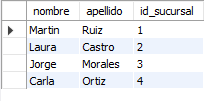 nombre apellido id_sucursal
Martin Ruiz 1
Laura Castro 2
Jorge Morales 3
Carla Ortiz 4